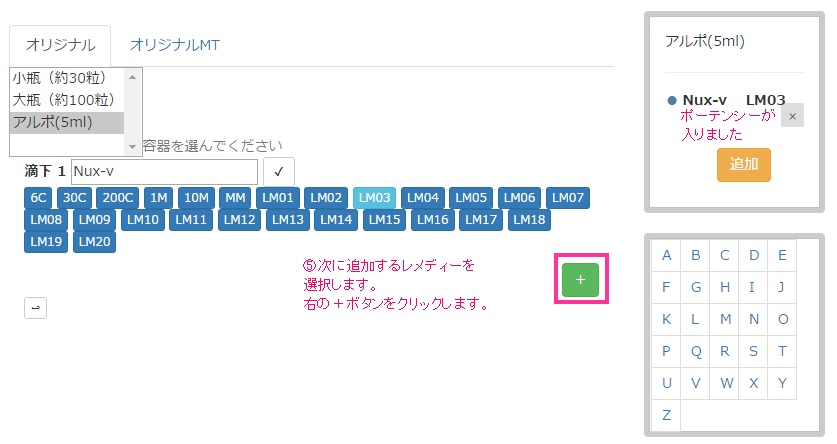 オリジナル オリジナルMT
小瓶（約30粒）
大瓶（約100粒）
アルポ(5ml)
容器を選んでください
滴下 1 Nux-v ✓
6C 30C 200C 1M 10M MM LM01 LM02 LM03 LM04 LM05 LM06 LM07
LM08 LM09 LM10 LM11 LM12 LM13 LM14 LM15 LM16 LM17 LM18
LM19 LM20
⑤次に追加するレメディーを
選択します。
右の＋ボタンをクリックします。
+
アルポ(5ml)
Nux-v LM03
ポーテンシーが
入りました
×
追加
A B C D E
F G H I J
K L M N O
P Q R S T
U V W X Y
Z